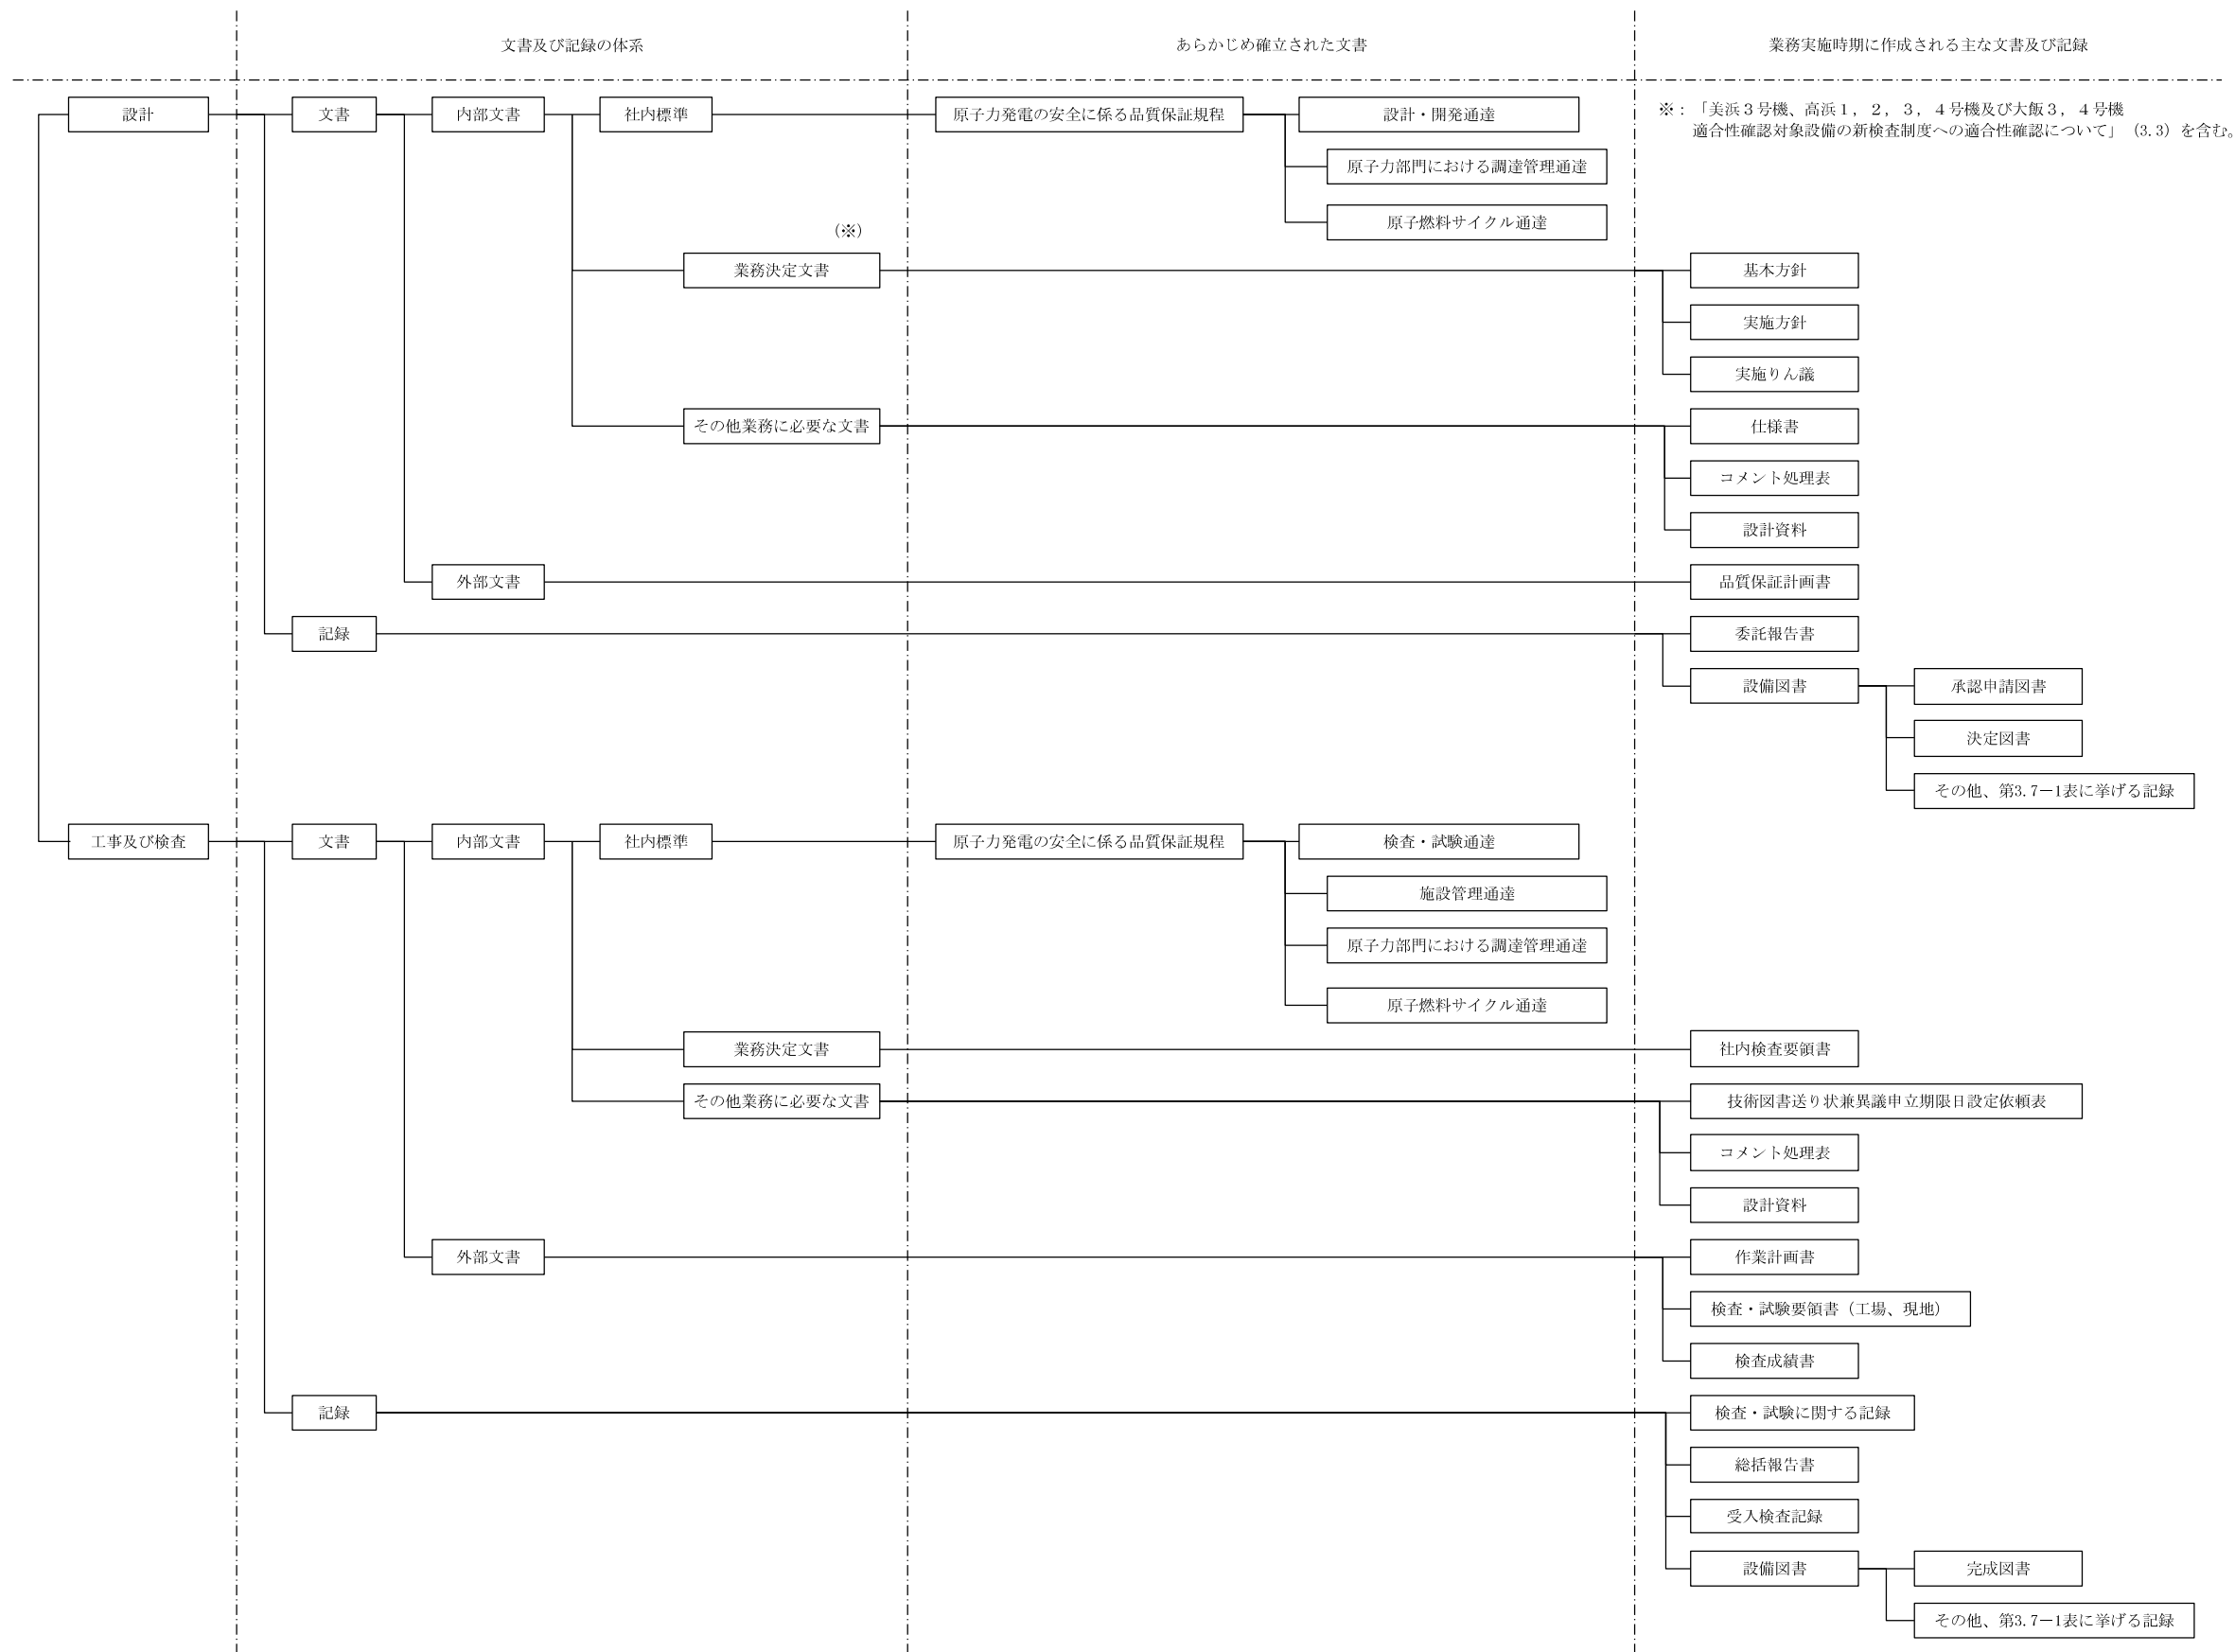 文書及び記録の体系
あらかじめ確立された文書
業務実施時期に作成される主な文書及び記録
設計
文書
内部文書
社内標準
原子力発電の安全に係る品質保証規程
設計・開発通達
※：「美浜３号機、高浜１，２，３，４号機及び大飯３，４号機
適合性確認対象設備の新検査制度への適合性確認について」（3.3）を含む。
原子力部門における調達管理通達
原子燃料サイクル通達
（※）
業務決定文書
基本方針
実施方針
実施りん議
その他業務に必要な文書
仕様書
コメント処理表
設計資料
外部文書
品質保証計画書
記録
委託報告書
設備図書
承認申請図書
決定図書
その他、第3.7－1表に挙げる記録
工事及び検査
文書
内部文書
社内標準
原子力発電の安全に係る品質保証規程
検査・試験通達
施設管理通達
原子力部門における調達管理通達
原子燃料サイクル通達
業務決定文書
社内検査要領書
その他業務に必要な文書
技術図書送り状兼異議申立期限日設定依頼表
コメント処理表
設計資料
外部文書
作業計画書
検査・試験要領書（工場、現地）
検査成績書
記録
検査・試験に関する記録
総括報告書
受入検査記録
設備図書
完成図書
その他、第3.7－1表に挙げる記録